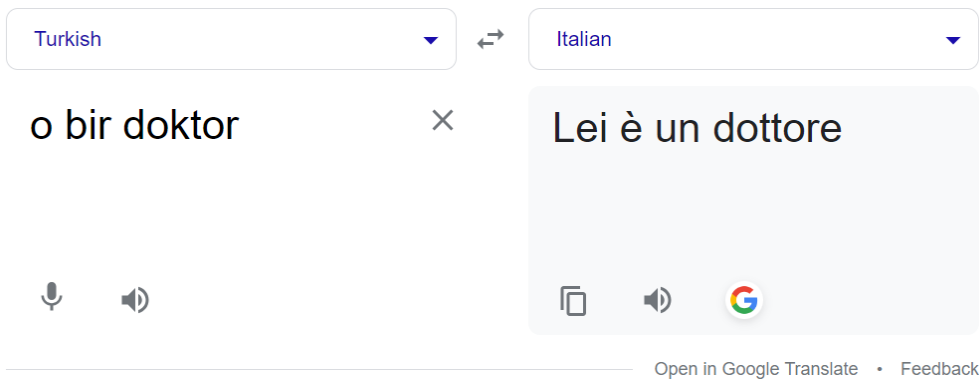 Turkish
Italian
o bir doktor
Lei è un dottore
Open in Google Translate • Feedback